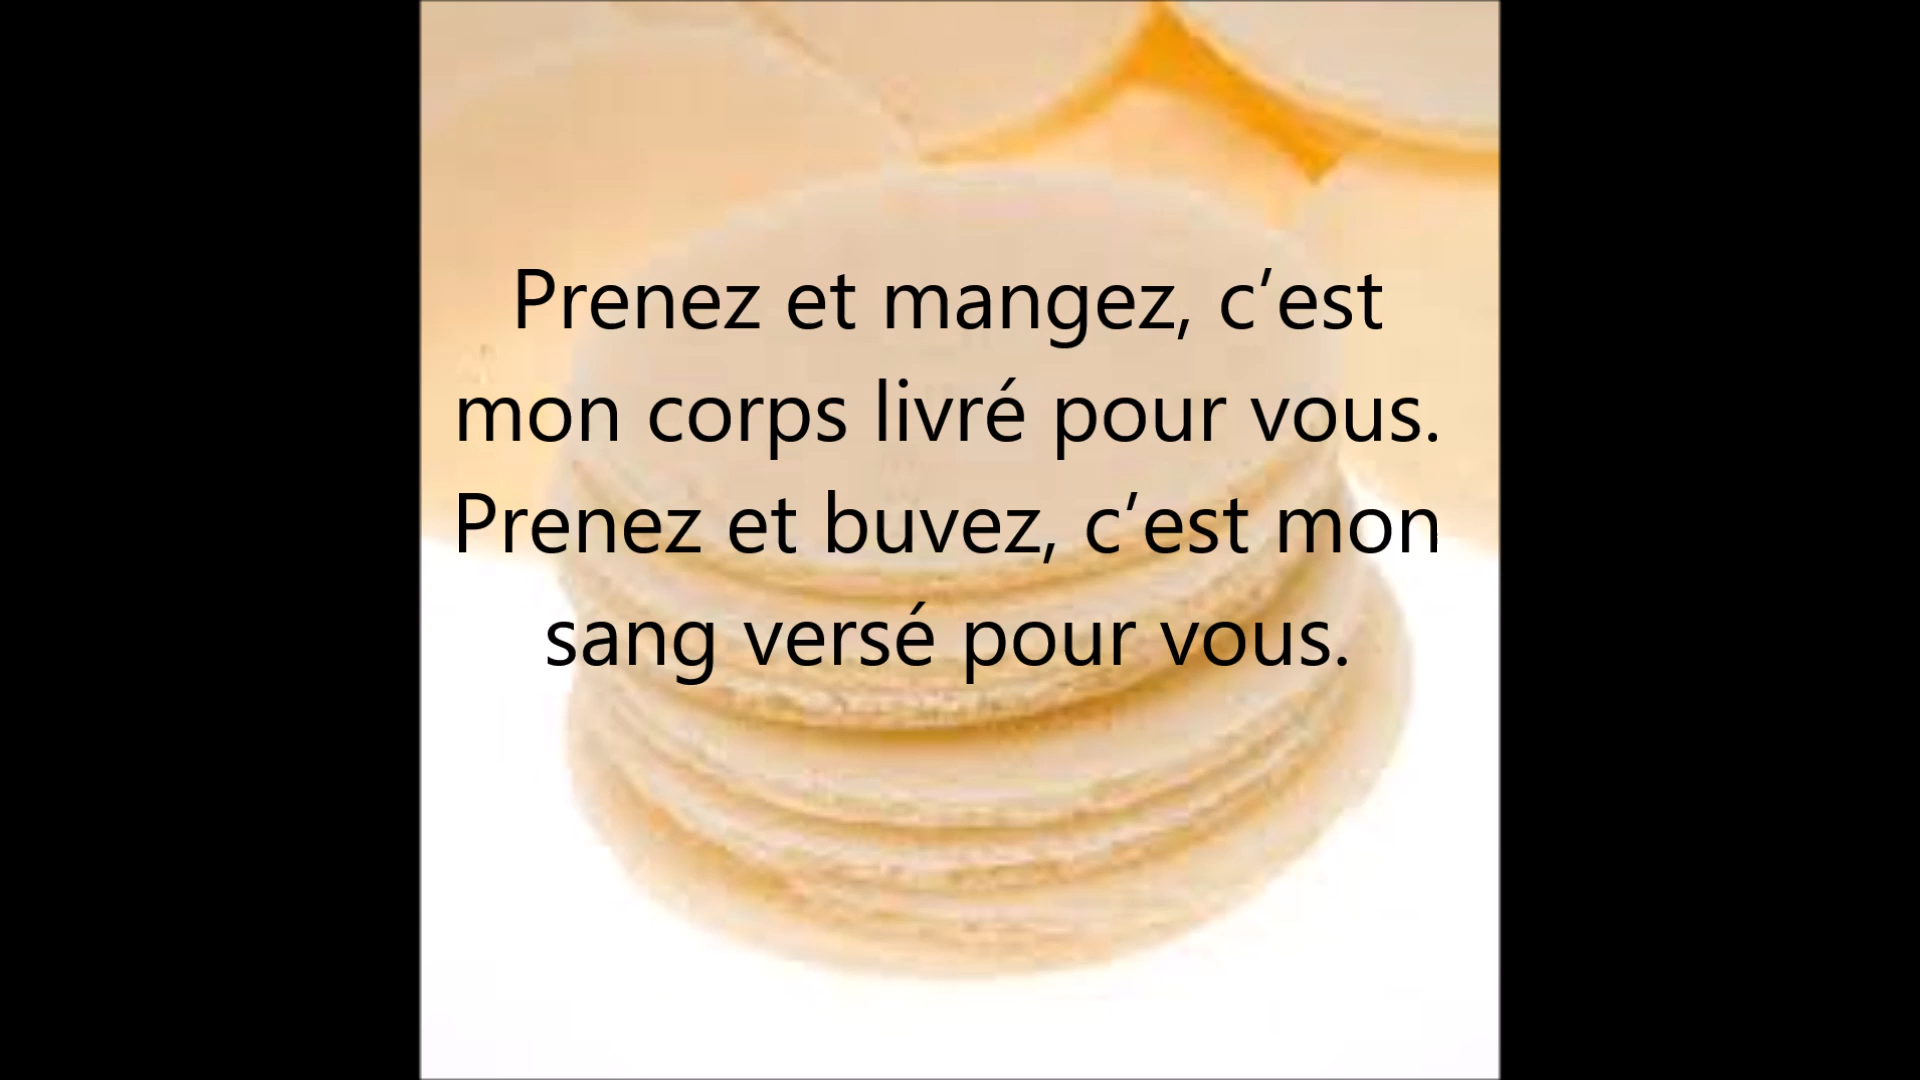 Prenez et mangez, c’est
mon corps livré pour vous.
Prenez et buvez, c’est mon
sang versé pour vous.